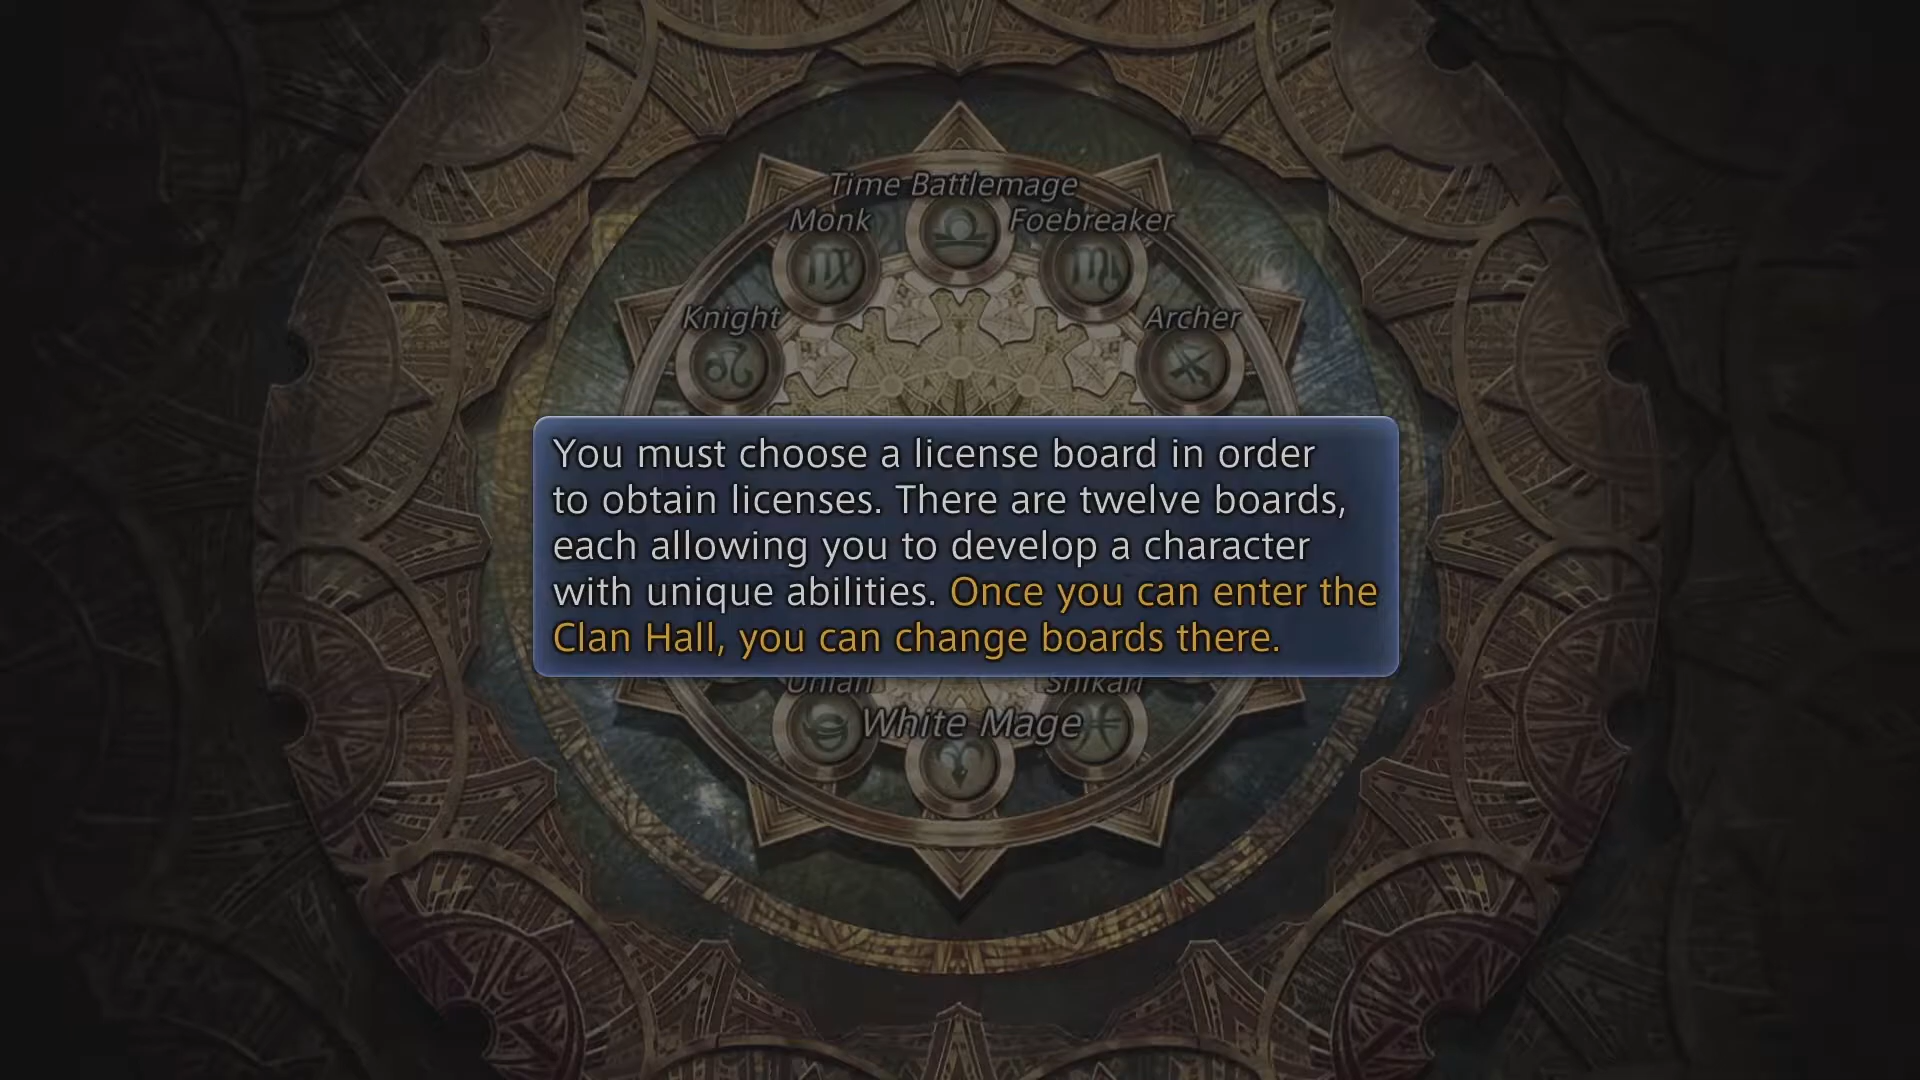 Time Battlemage
Monk
Foebreaker
Knight
Archer
You must choose a license board in order
to obtain licenses. There are twelve boards,
each allowing you to develop a character
with unique abilities. Once you can enter the
Clan Hall, you can change boards there.
Uhlan
Shikari
White Mage